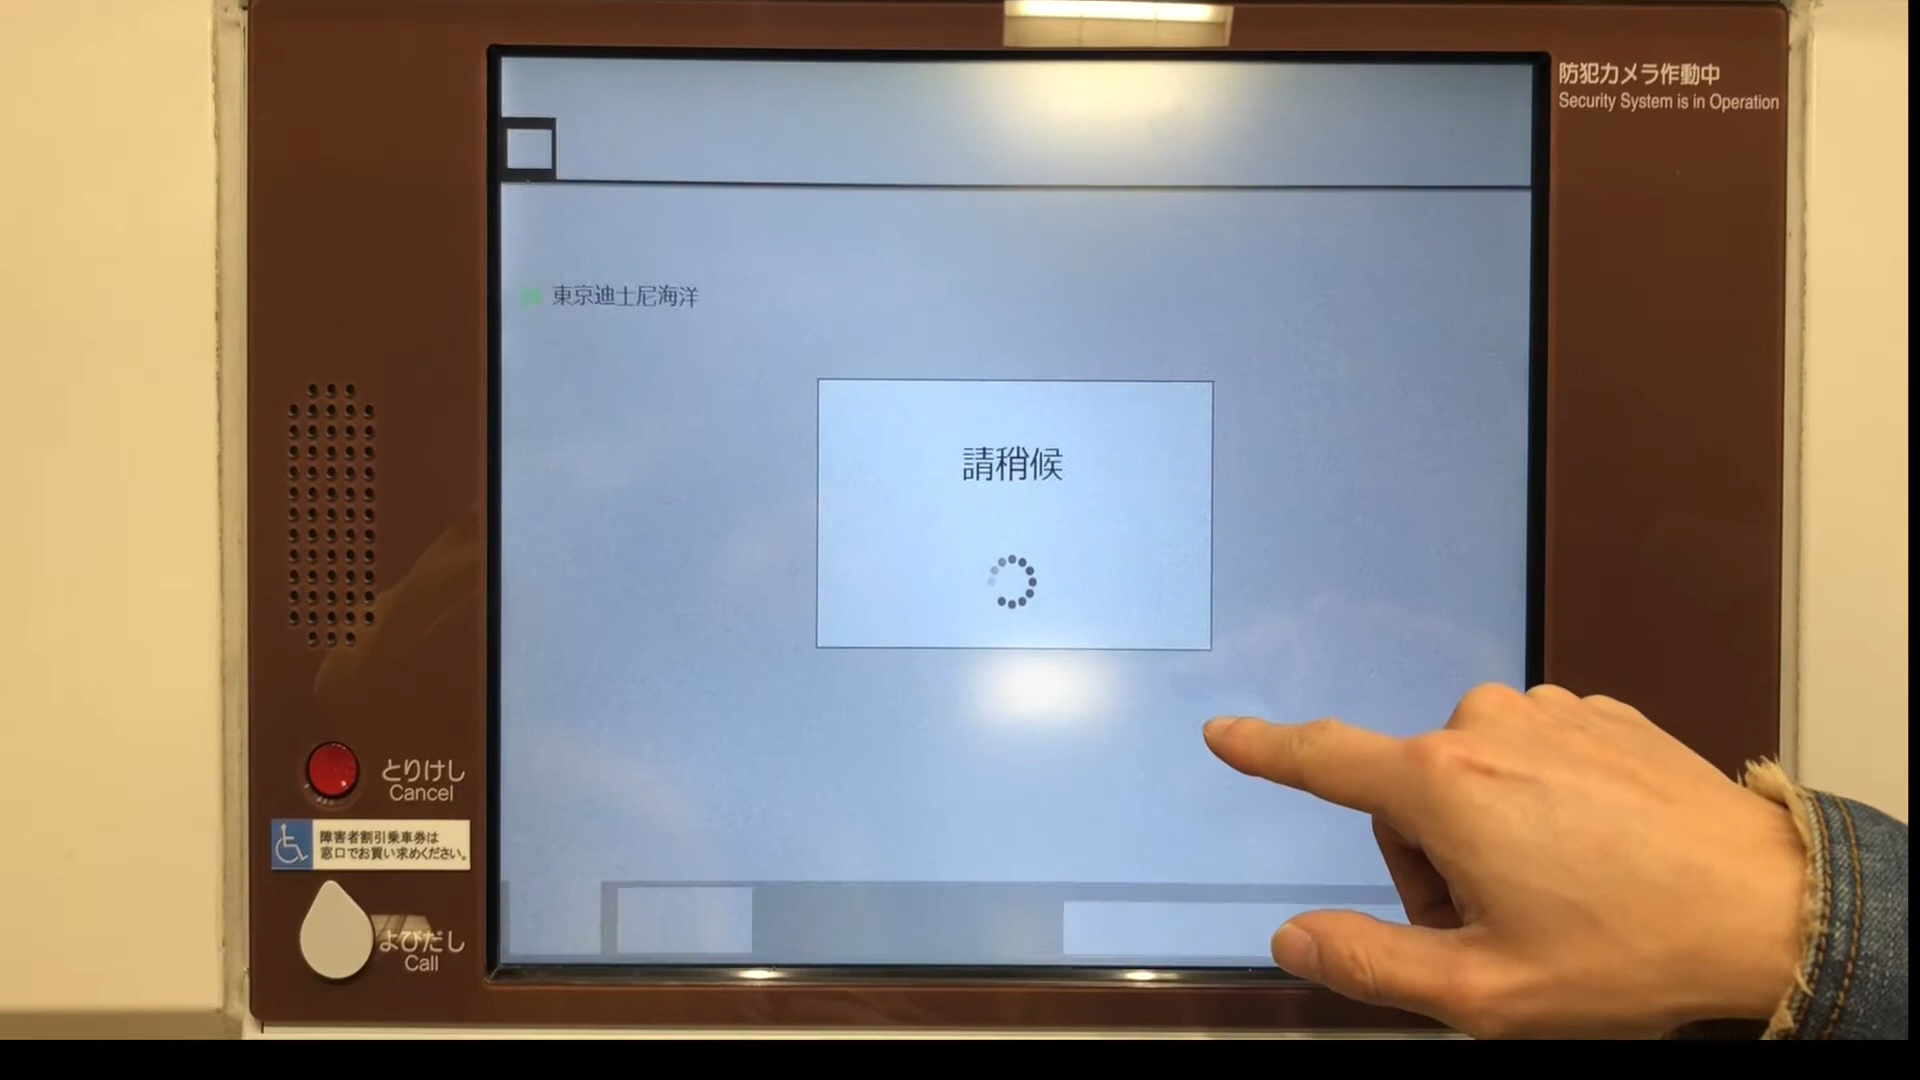 防犯カメラ作動中
Security System is in Operation
東京迪士尼海洋
請稍候
とりけし
Cancel
障害者割引乗車券は
窓口でお買い求めください。
よびだし
Call